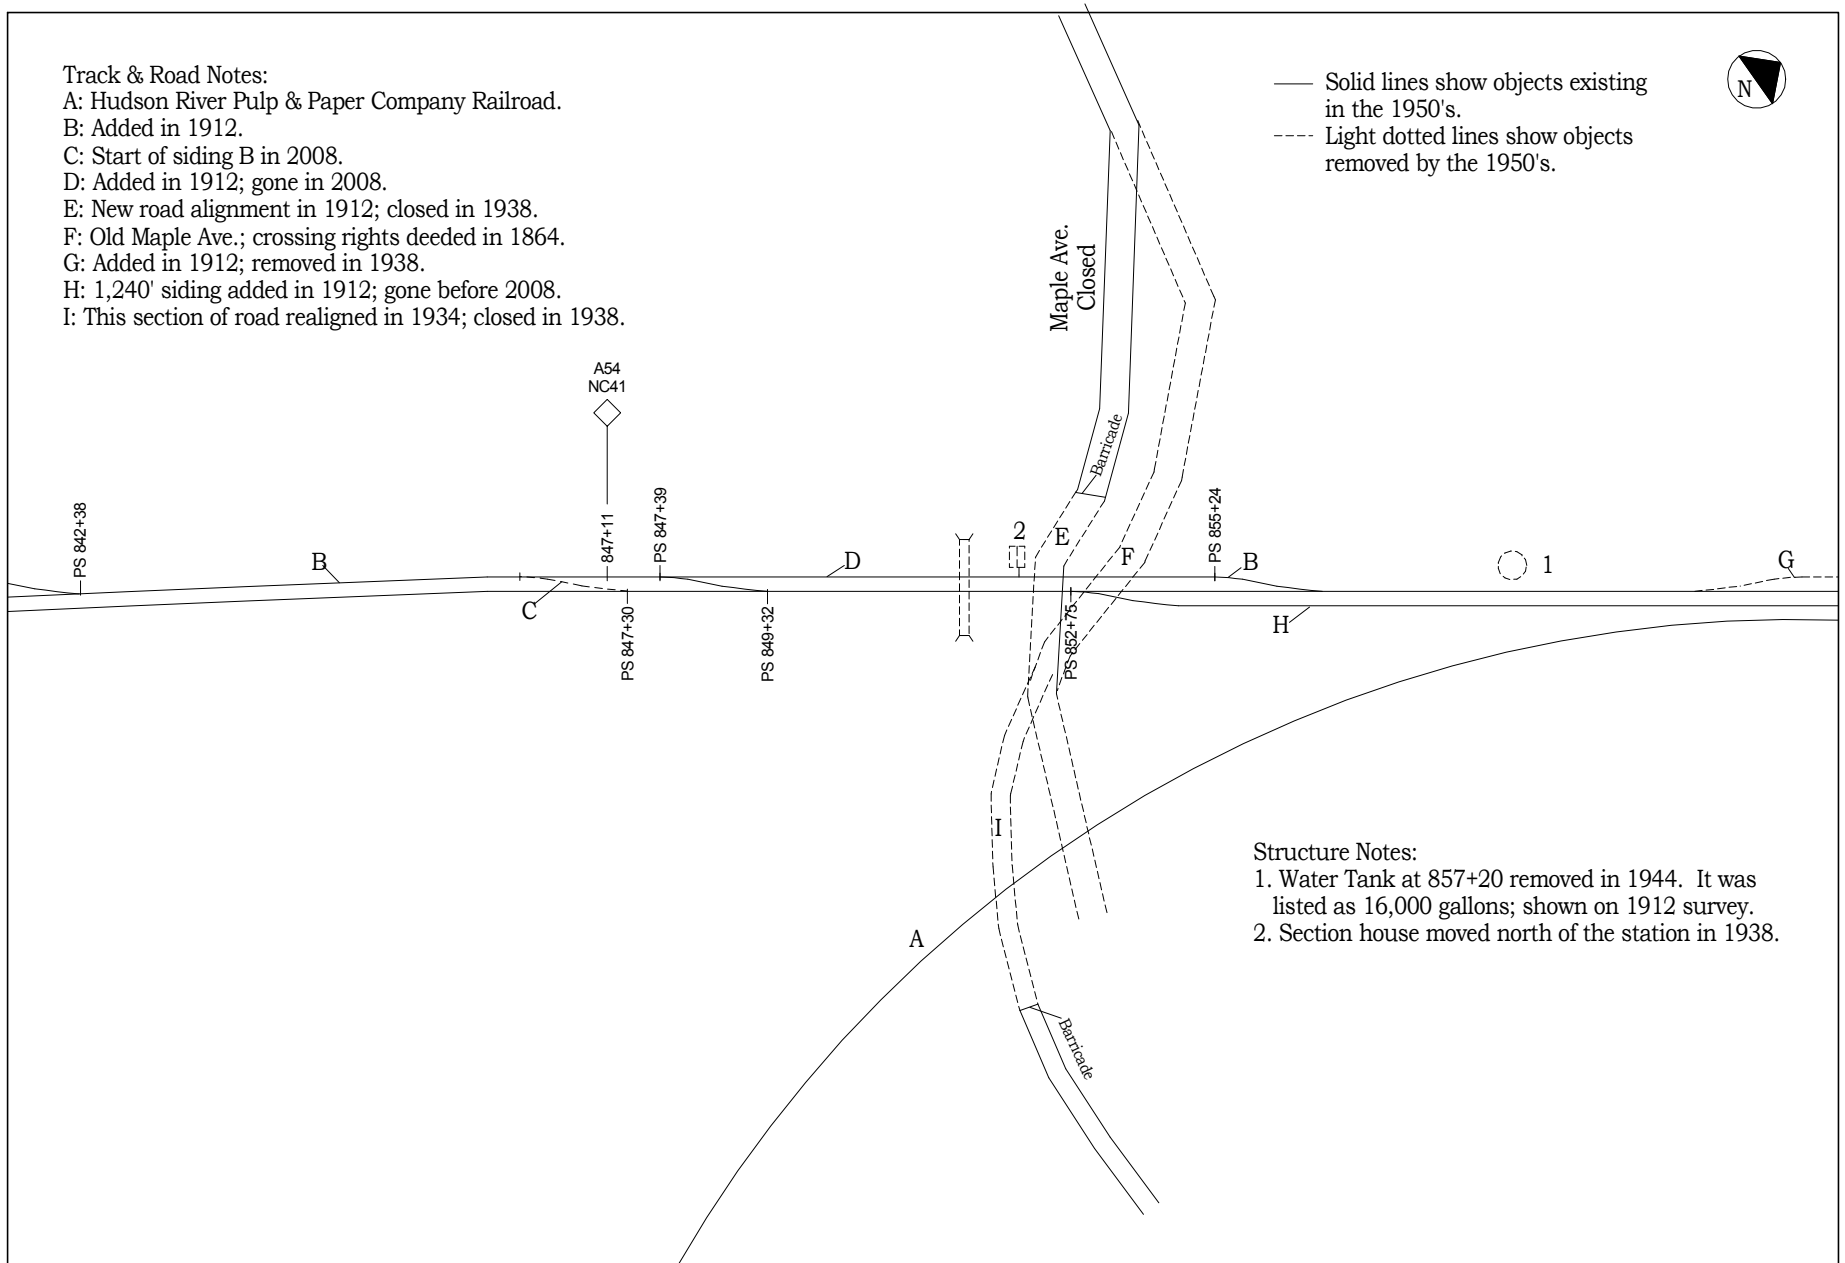 Track & Road Notes:
A: Hudson River Pulp & Paper Company Railroad.
B: Added in 1912.
C: Start of siding B in 2008.
D: Added in 1912; gone in 2008.
E: New road alignment in 1912; closed in 1938.
F: Old Maple Ave.; crossing rights deeded in 1864.
G: Added in 1912; removed in 1938.
H: 1,240' siding added in 1912; gone before 2008.
I: This section of road realigned in 1934; closed in 1938.
Solid lines show objects existing
in the 1950's.
Light dotted lines show objects
removed by the 1950's.
N
Maple Ave.
Closed
A54
NC41
Barricade
PS 842+38
B
847+11
PS 847+39
D
2
E
F
PS 855+24
B
1
G
C
PS 847+30
PS 849+32
PS 852+75
H
I
A
Barricade
Structure Notes:
1. Water Tank at 857+20 removed in 1944. It was
listed as 16,000 gallons; shown on 1912 survey.
2. Section house moved north of the station in 1938.